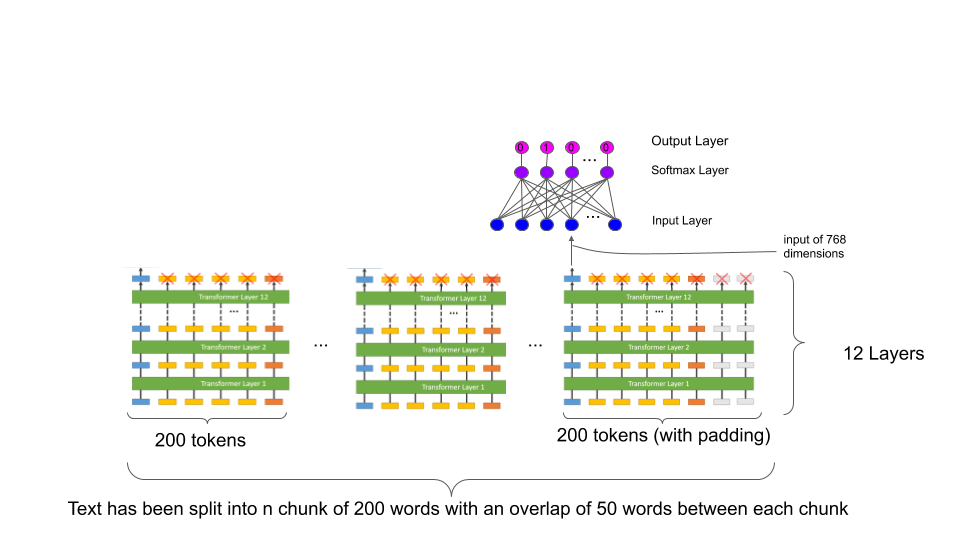 Output Layer
0 1 0 ... 0
Softmax Layer
... Input Layer
input of 768
dimensions
Transformer Layer 12
Transformer Layer 12
Transformer Layer 12
...
...
...
Transformer Layer 2
Transformer Layer 2
Transformer Layer 2
...
...
12 Layers
Transformer Layer 1
Transformer Layer 1
Transformer Layer 1
200 tokens
200 tokens (with padding)
Text has been split into n chunk of 200 words with an overlap of 50 words between each chunk